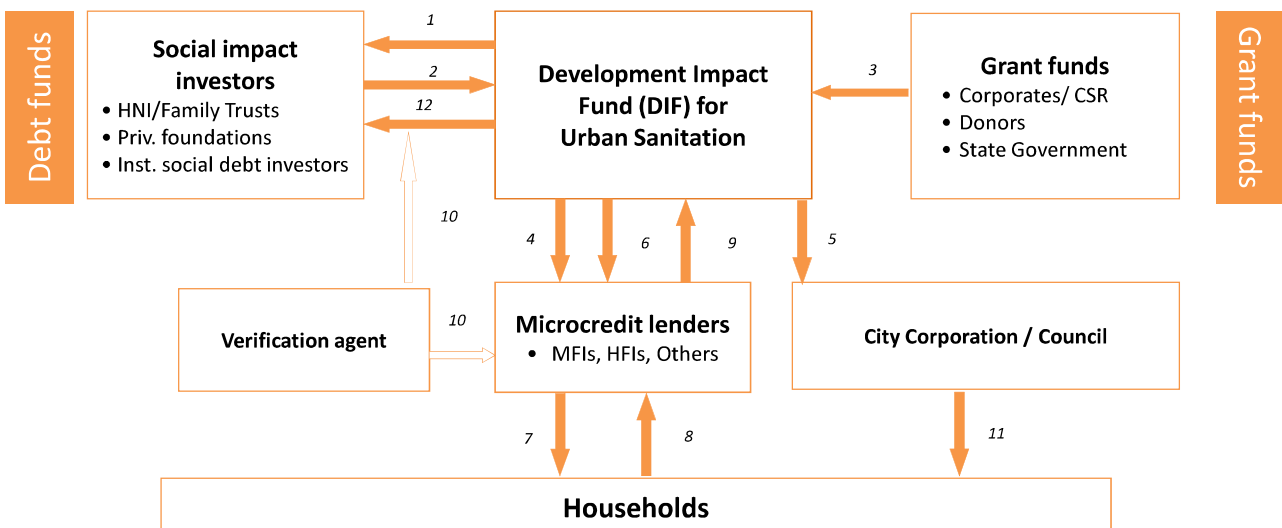 Debt funds
1
Social impact
investors
• HNI/Family Trusts
• Priv. foundations
• Inst. social debt investors
2
12
Development Impact
Fund (DIF) for
Urban Sanitation
3
Grant funds
• Corporates/ CSR
• Donors
• State Government
Grant funds
10
4
6
9
5
Verification agent
10
Microcredit lenders
• MFIs, HFIs, Others
City Corporation / Council
7
8
11
Households